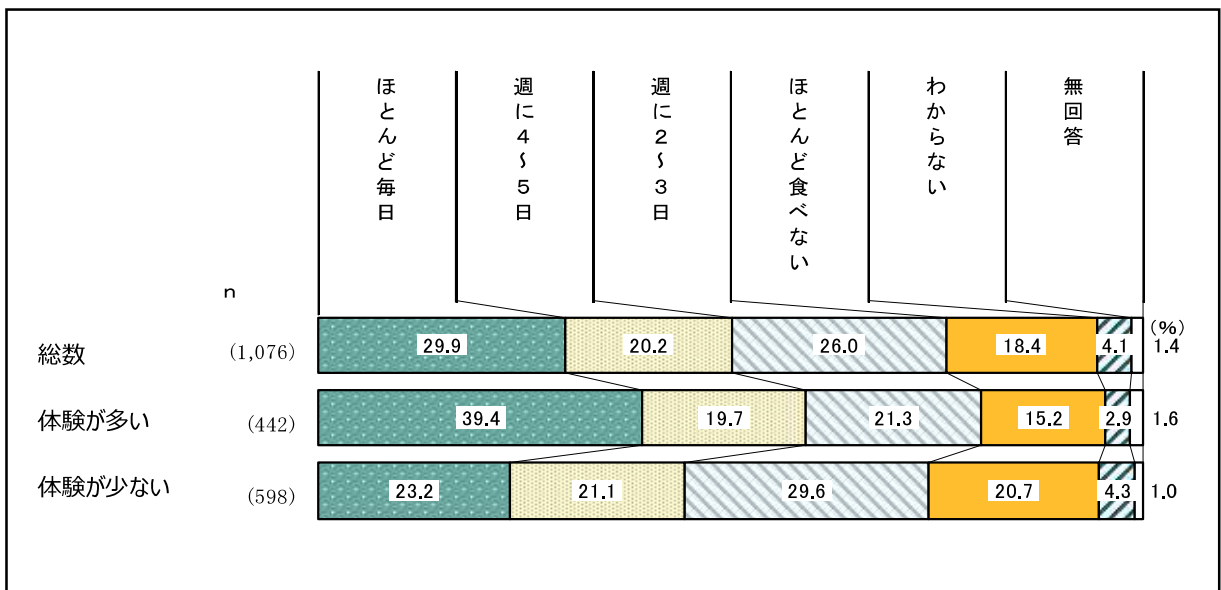 ほとんど毎日
週に4～5日
週に2～3日
ほとんど食べない
わからない
無回答
n
(%)
総数 (1,076) 29.9 20.2 26.0 18.4 4.1 1.4
体験が多い (442) 39.4 19.7 21.3 15.2 2.9 1.6
体験が少ない (598) 23.2 21.1 29.6 20.7 4.3 1.0